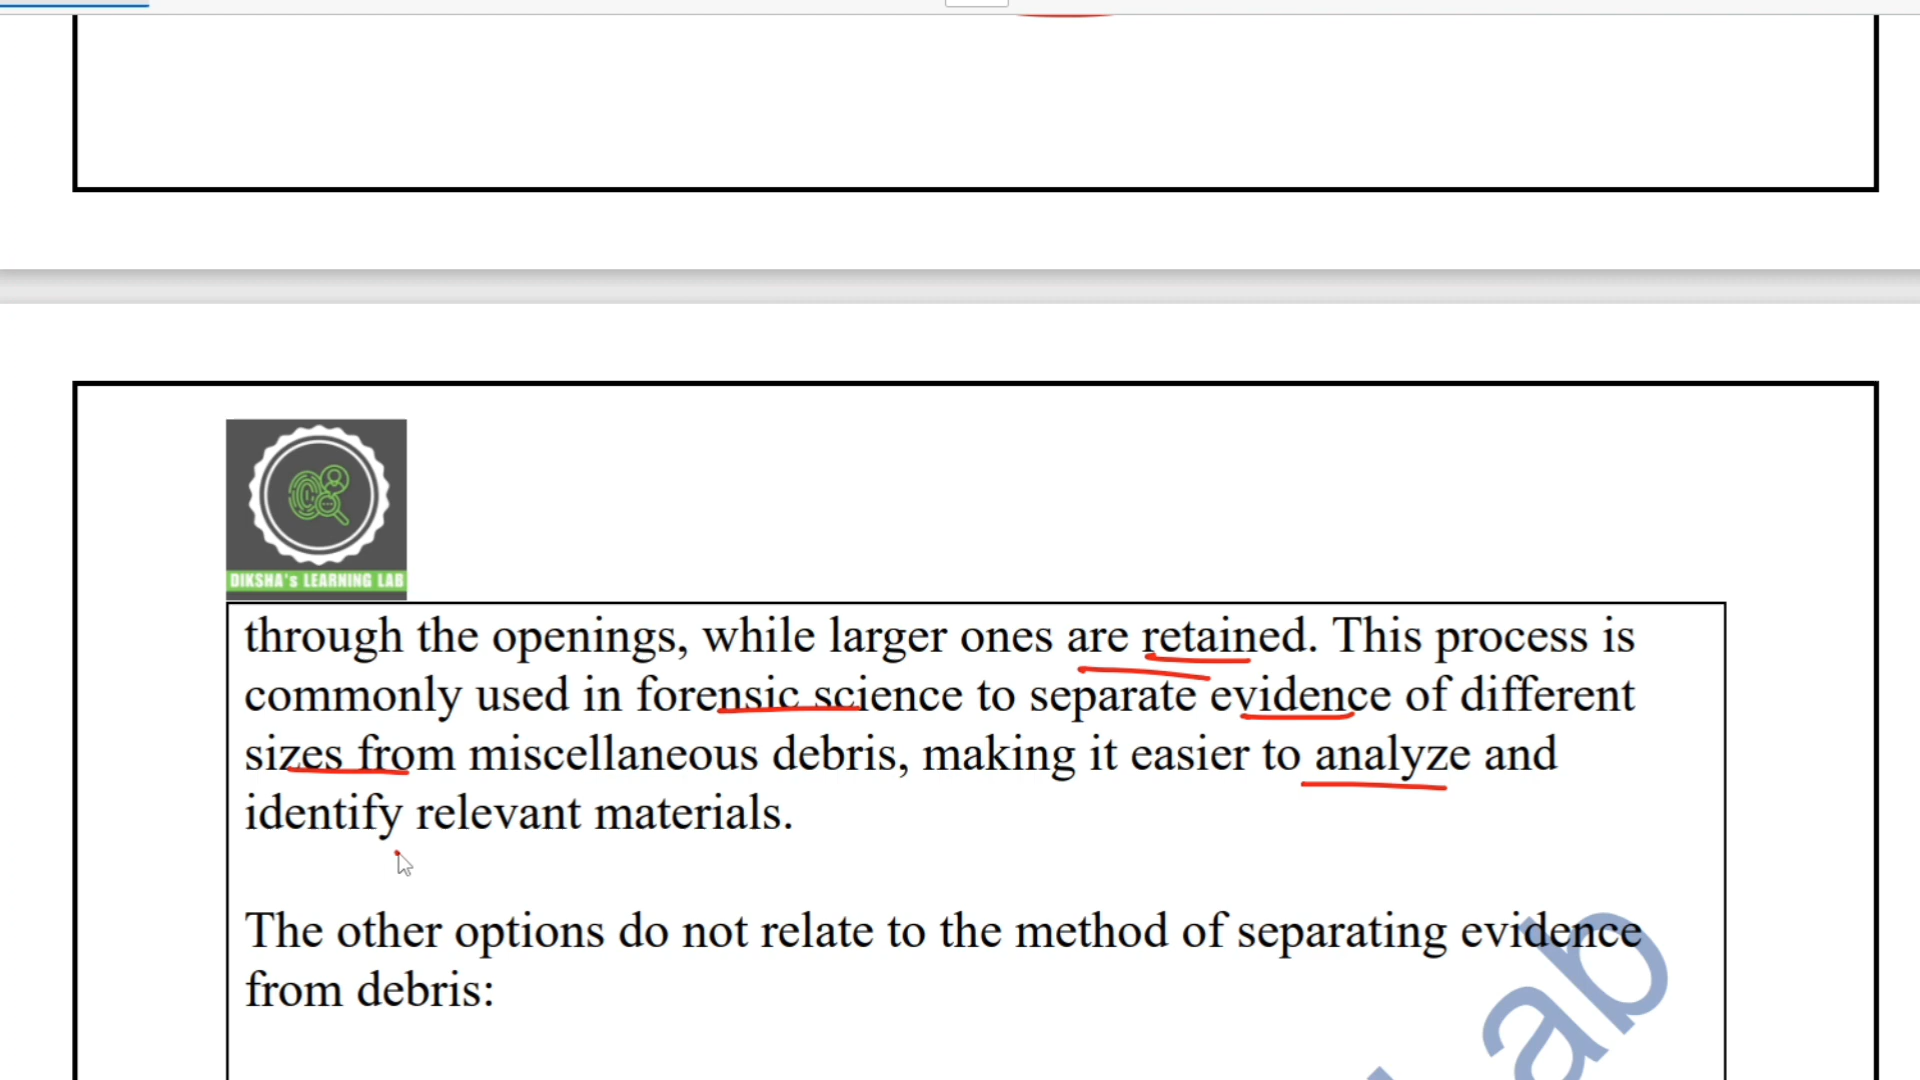 DIKSHA's LEARNING LAB
through the openings, while larger ones are retained. This process is
commonly used in forensic science to separate evidence of different
sizes from miscellaneous debris, making it easier to analyze and
identify relevant materials.
The other options do not relate to the method of separating evidence
from debris:
ab